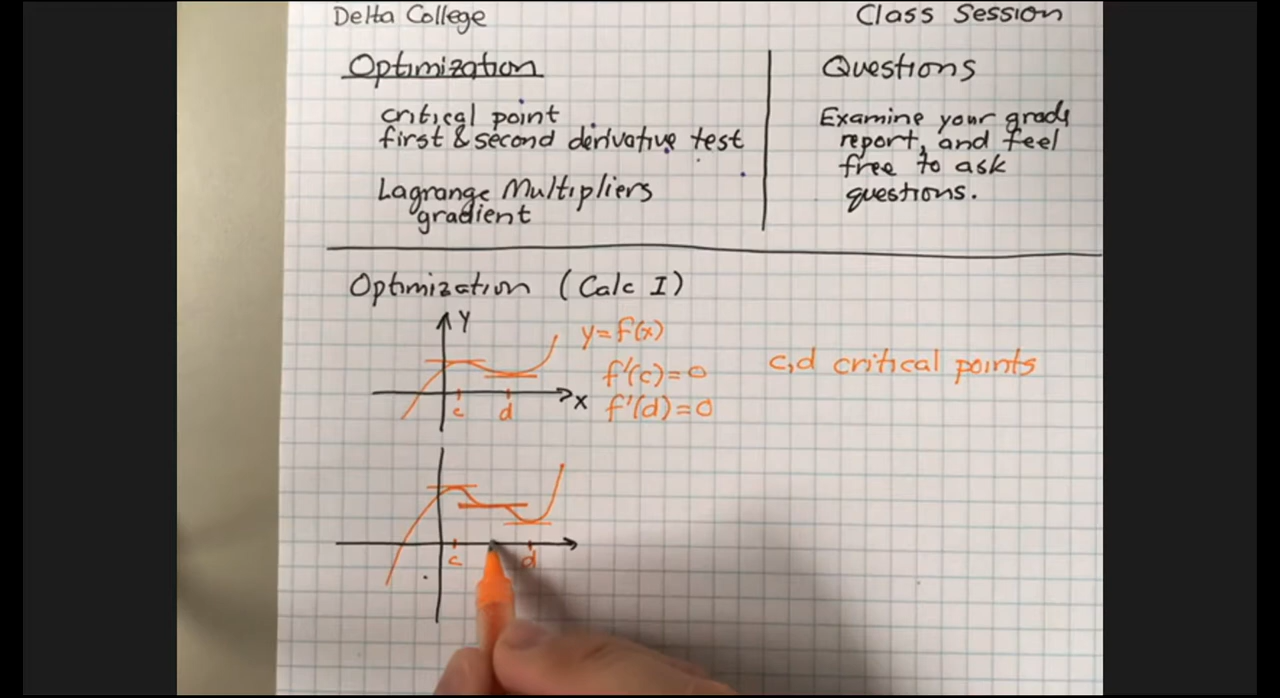 Delta College
Class Session
Optimization
critical point
first & second derivative test
Lagrange Multipliers
gradient
Questions
Examine your grade
report, and feel
free to ask
questions.
Optimization (Calc I)
Y
y=f(x)
f'(c)=0
f'(d)=0
c,d critical points
x
c d
c d